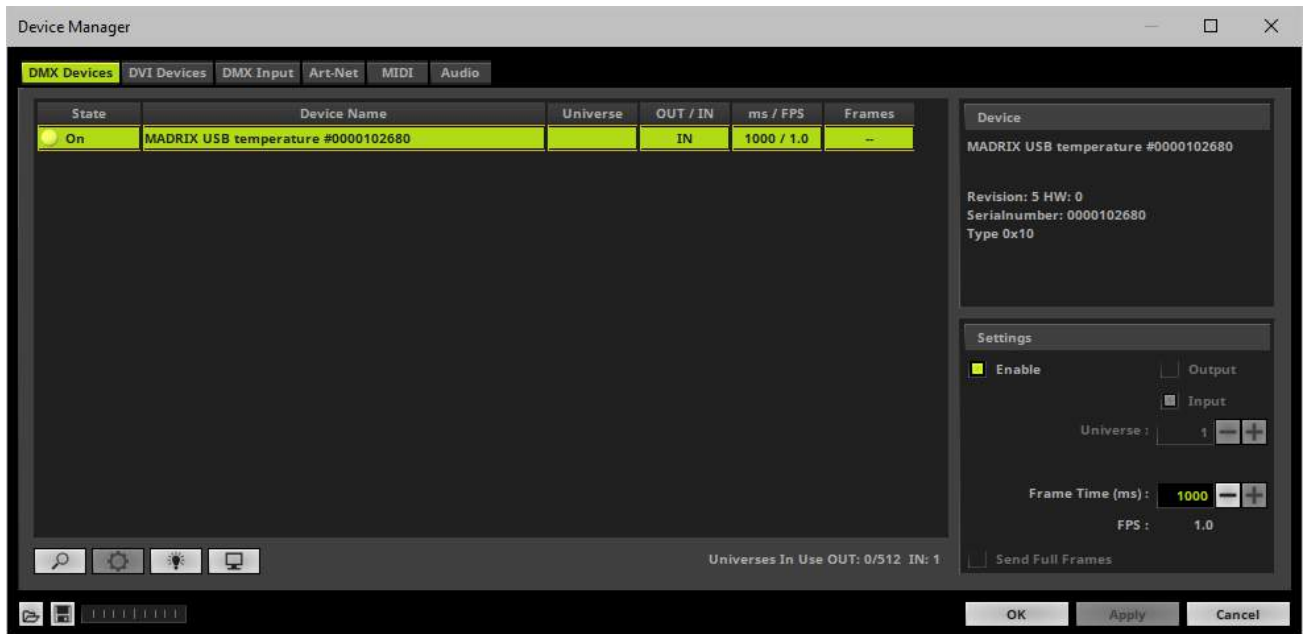 Device Manager
DMX Devices DVI Devices DMX Input Art-Net MIDI Audio
State Device Name Universe OUT / IN ms / FPS Frames
On MADRIX USB temperature #0000102680 IN 1000 / 1.0 --
Device
MADRIX USB temperature #0000102680
Revision: 5 HW: 0
Serialnumber: 0000102680
Type 0x10
Settings
Enable Output
Input
Universe : 1
Frame Time (ms) : 1000
FPS : 1.0
Universes In Use OUT: 0/512 IN: 1
Send Full Frames
OK Apply Cancel